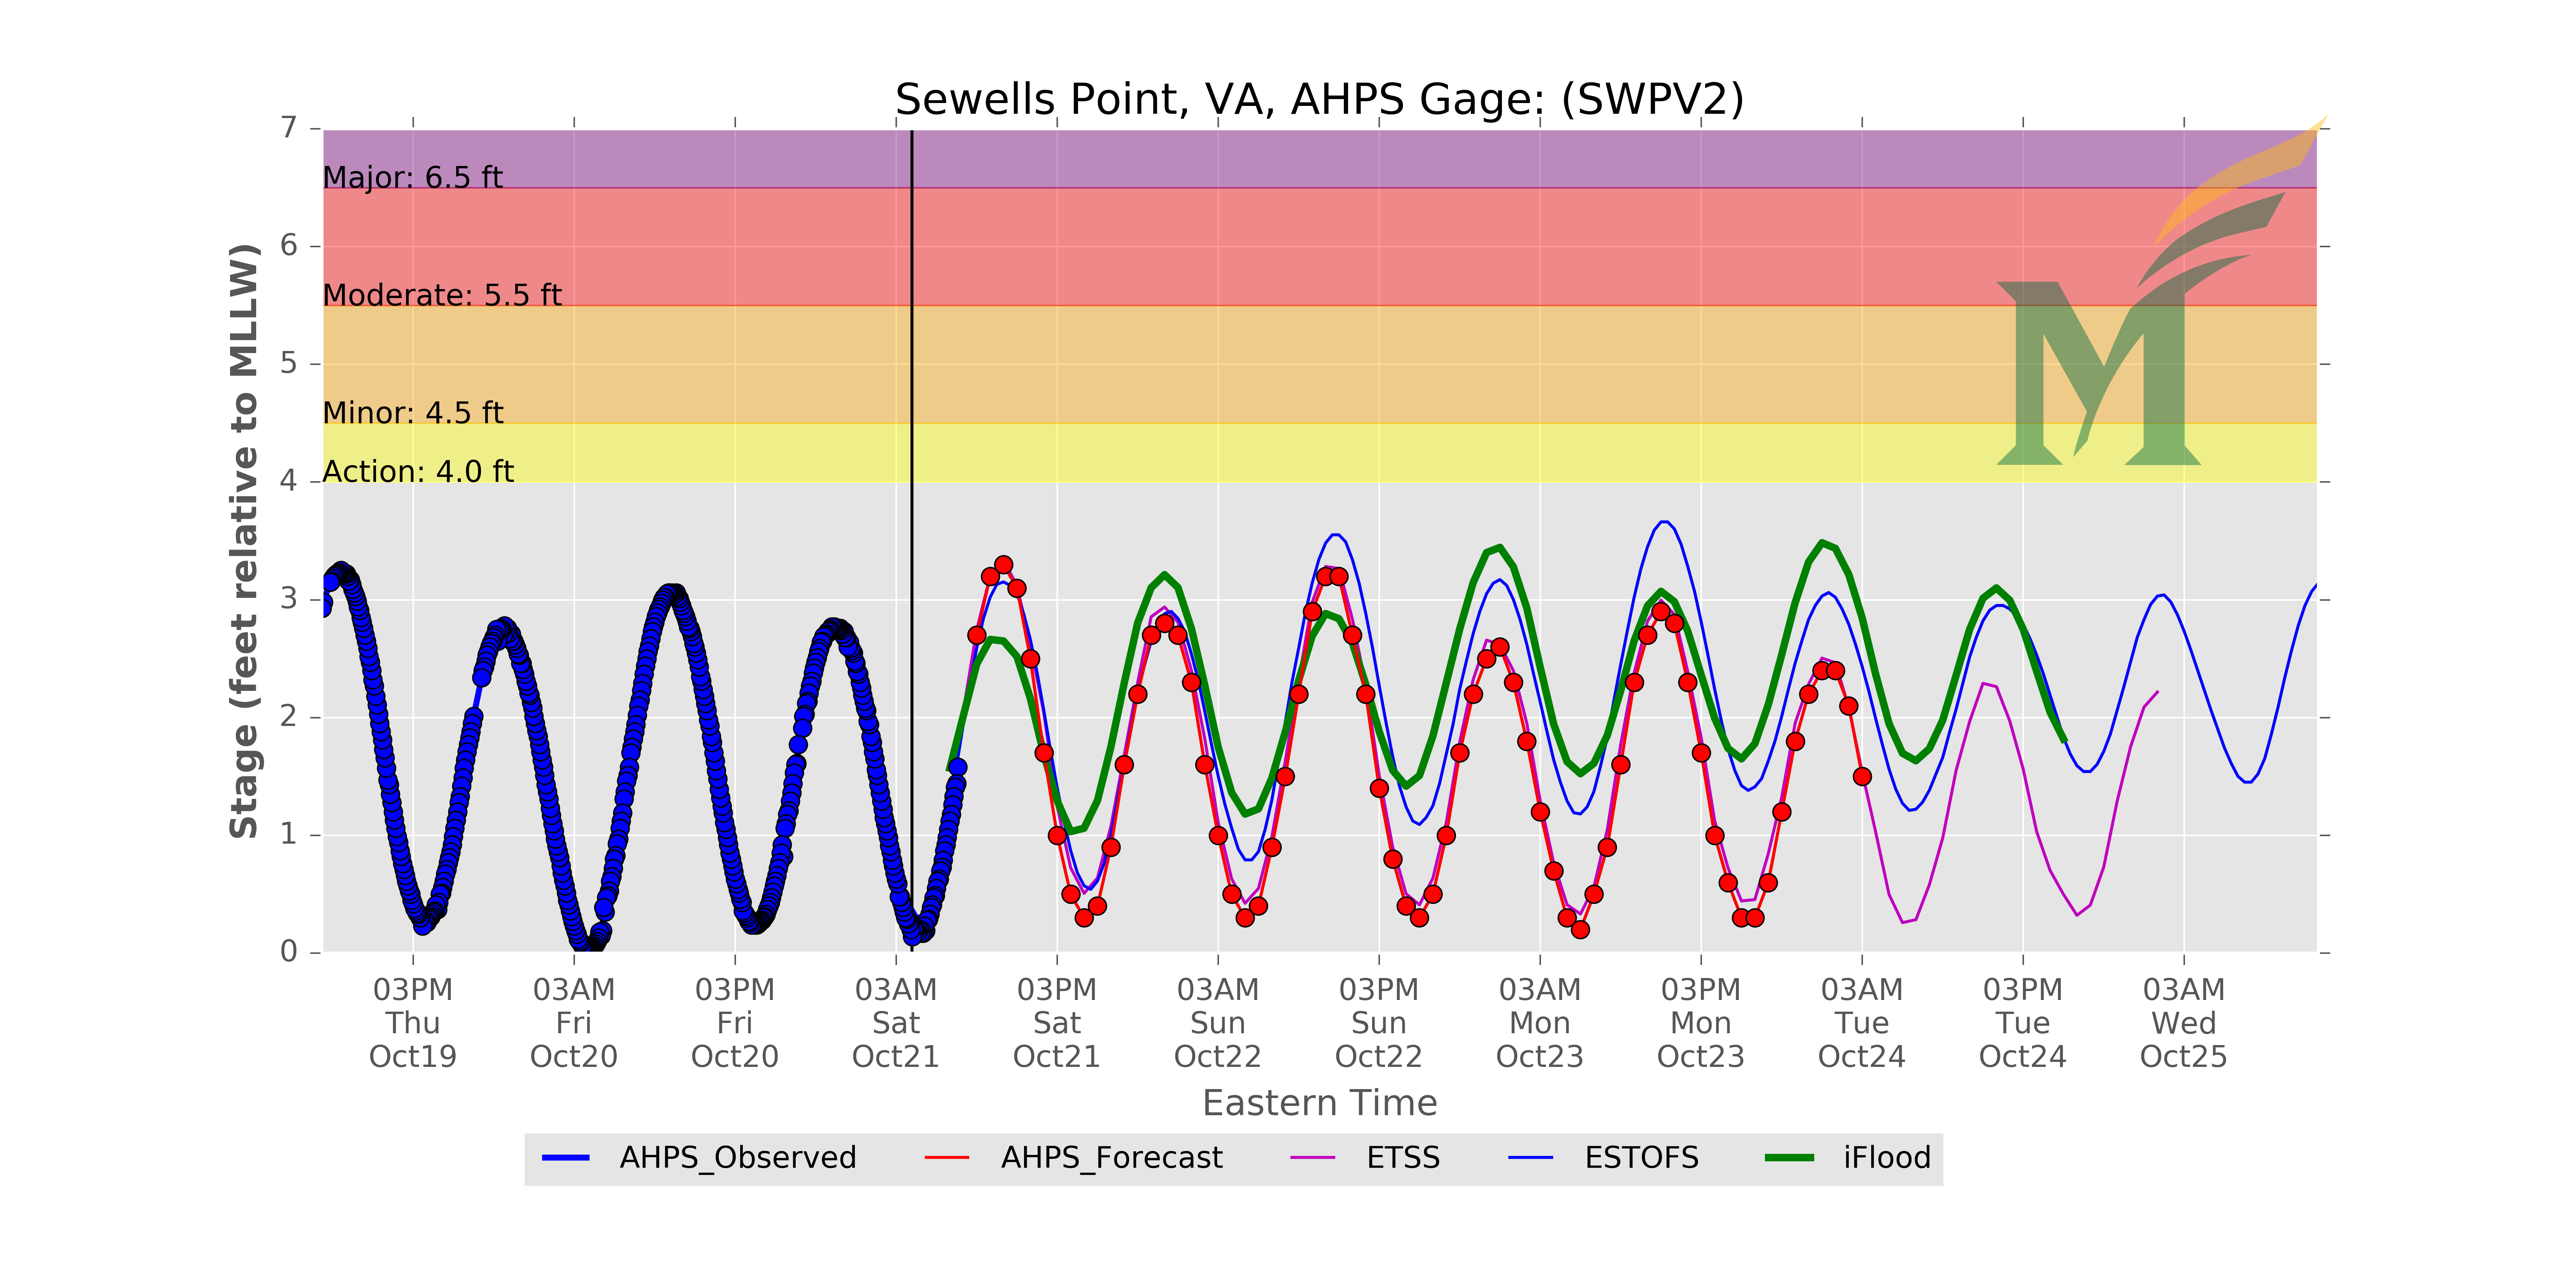 Sewells Point, VA, AHPS Gage: (SWPV2)
7
6
5
4
3
2
1
0
Stage (feet relative to MLLW)
Major: 6.5 ft
Moderate: 5.5 ft
Minor: 4.5 ft
Action: 4.0 ft
M
03PM Thu Oct19
03AM Fri Oct20
03PM Fri Oct20
03AM Sat Oct21
03PM Sat Oct21
03AM Sun Oct22
03PM Sun Oct22
03AM Mon Oct23
03PM Mon Oct23
03AM Tue Oct24
03PM Tue Oct24
03AM Wed Oct25
Eastern Time
AHPS_Observed AHPS_Forecast ETSS ESTOFS iFlood